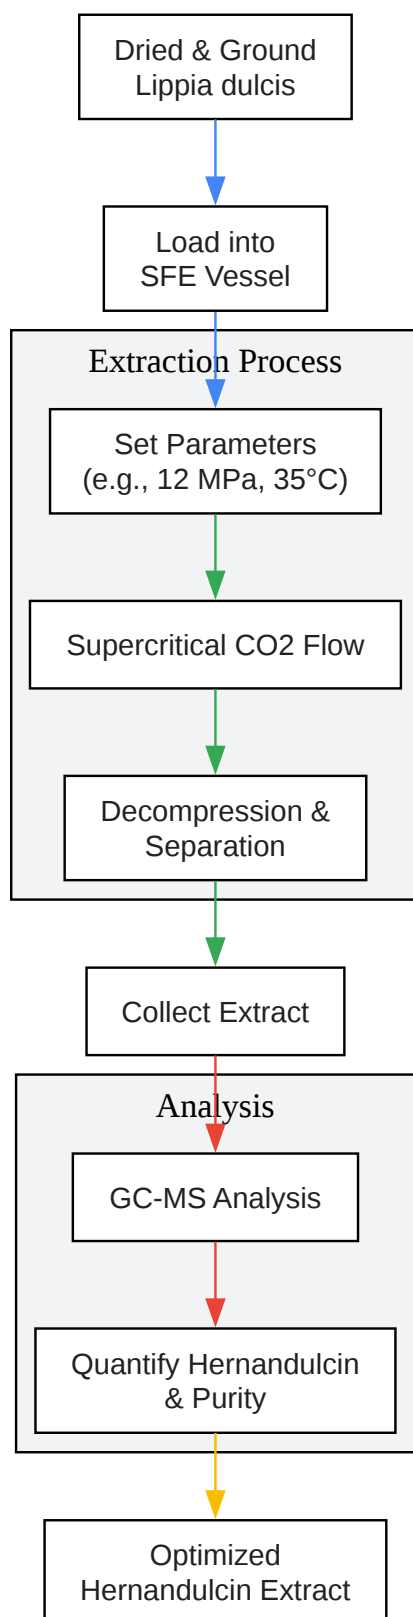 Dried & Ground
Lippia dulcis
Load into
SFE Vessel
Extraction Process
Set Parameters
(e.g., 12 MPa, 35°C)
Supercritical CO2 Flow
Decompression &
Separation
Collect Extract
Analysis
GC-MS Analysis
Quantify Hernandulcin
& Purity
Optimized
Hernandulcin Extract